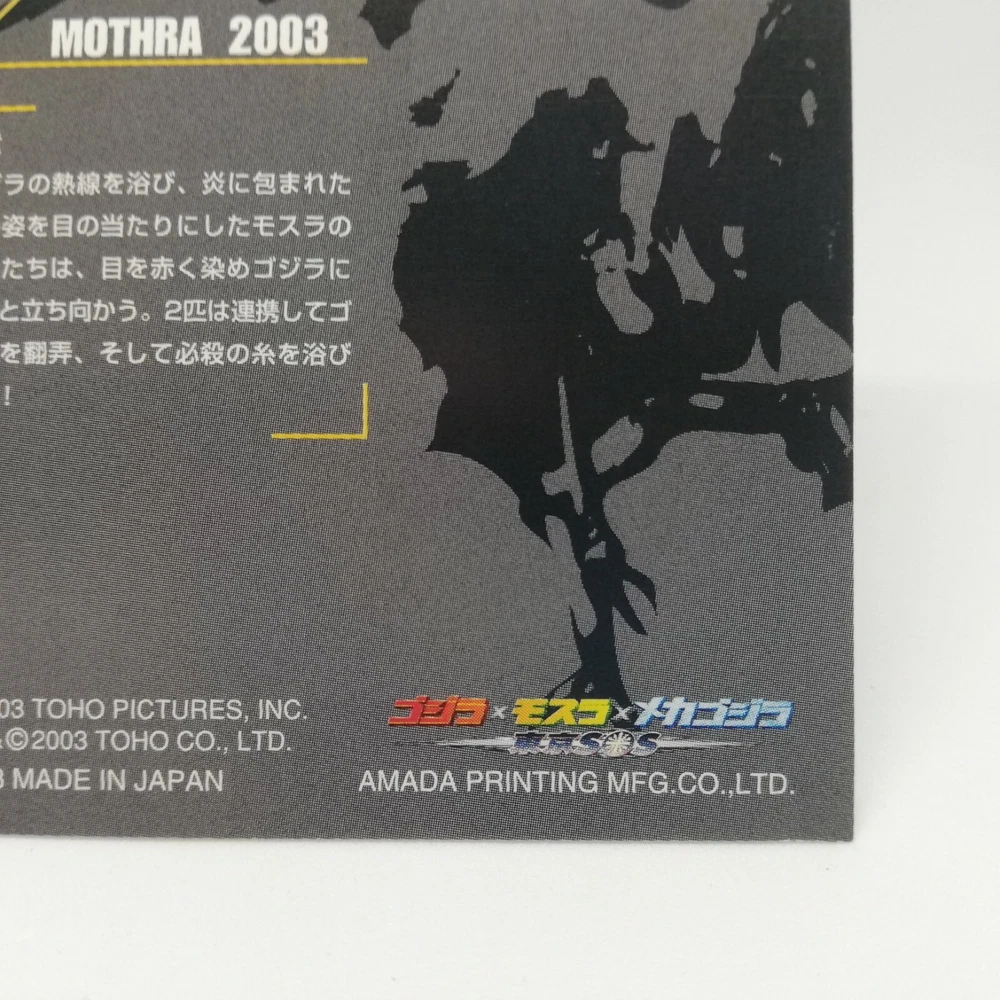 MOTHRA 2003
ジラの熱線を浴び、炎に包まれた
姿を目の当たりにしたモスラの
たちは、目を赤く染めゴジラに
と立ち向かう。2匹は連携してゴ
を翻弄、そして必殺の糸を浴び
！
03 TOHO PICTURES, INC.
&©2003 TOHO CO., LTD.
3 MADE IN JAPAN
ゴジラ×モスラ×メカゴジラ
東京SOS
AMADA PRINTING MFG.CO.,LTD.